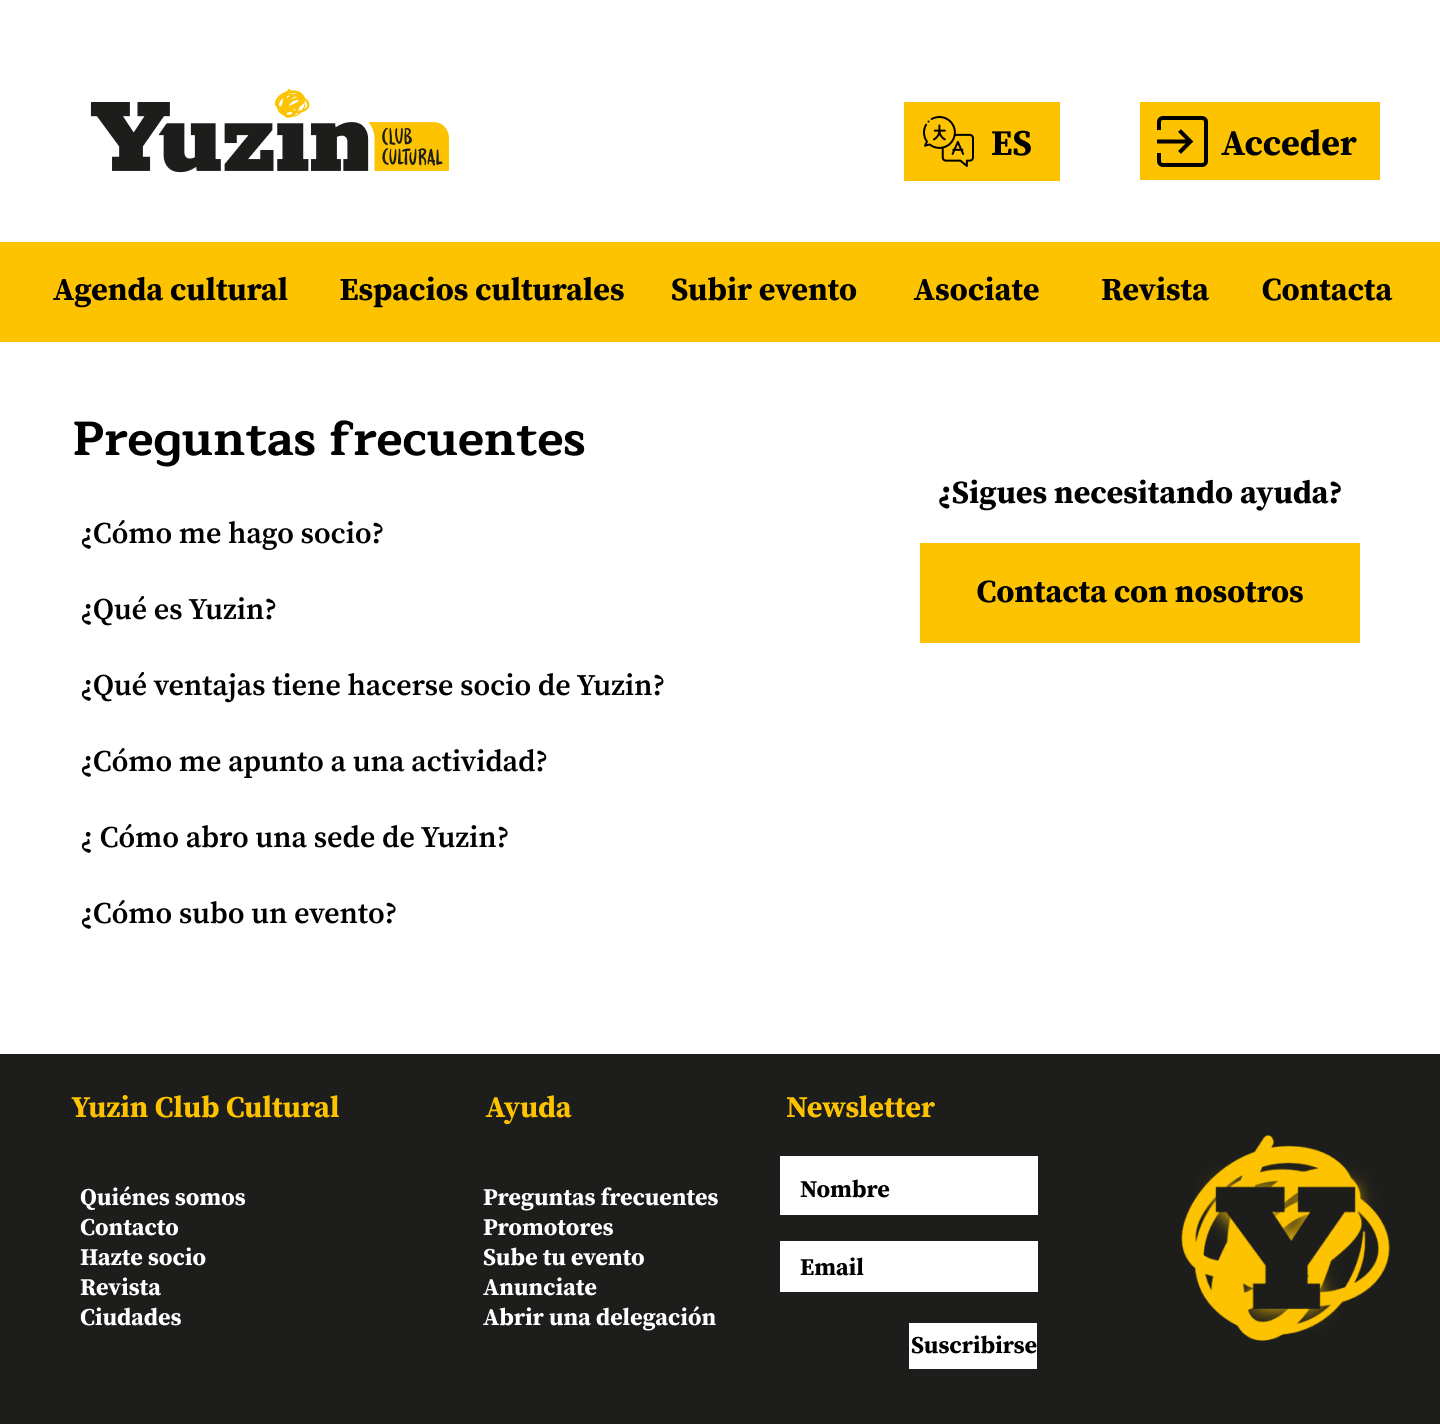 Yuzin
CLUB
CULTURAL
ES
Acceder
Agenda cultural
Espacios culturales
Subir evento
Asociate
Revista
Contacta
Preguntas frecuentes
¿Cómo me hago socio?
¿Qué es Yuzin?
¿Qué ventajas tiene hacerse socio de Yuzin?
¿Cómo me apunto a una actividad?
¿ Cómo abro una sede de Yuzin?
¿Cómo subo un evento?
¿Sigues necesitando ayuda?
Contacta con nosotros
Yuzin Club Cultural
Quiénes somos
Contacto
Hazte socio
Revista
Ciudades
Ayuda
Preguntas frecuentes
Promotores
Sube tu evento
Anunciate
Abrir una delegación
Newsletter
Nombre
Email
Suscribirse
Y